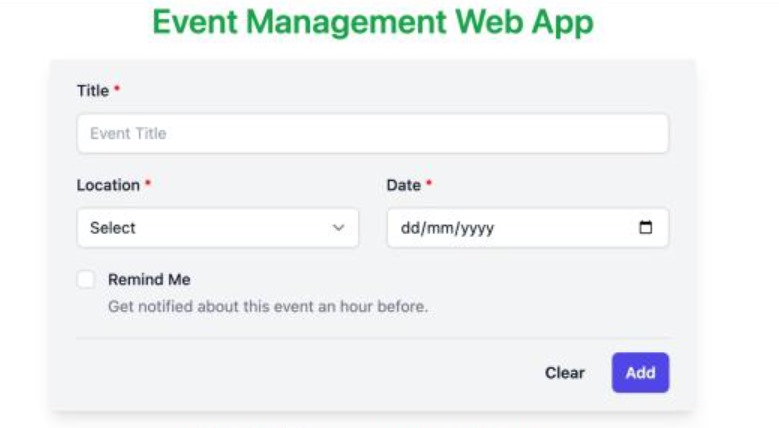 Event Management Web App
Title *
Event Title
Location * Date *
Select dd/mm/yyyy
Remind Me
Get notified about this event an hour before.
Clear Add